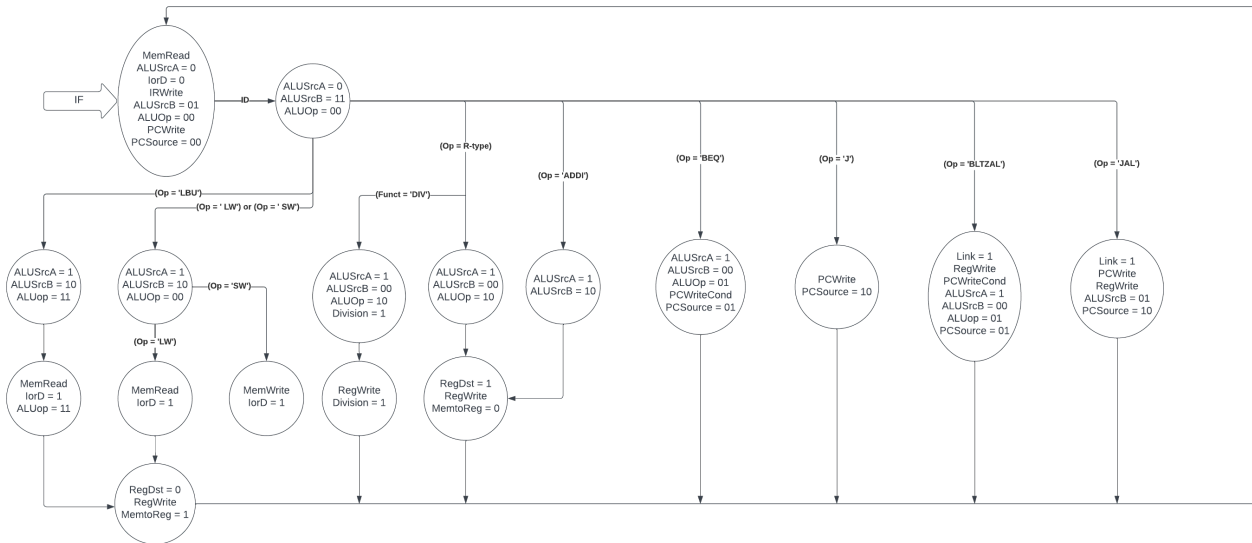 IF
MemRead
ALUSrcA = 0
IorD = 0
IRWrite
ALUSrcB = 01
ALUOp = 00
PCWrite
PCSource = 00
ID
ALUSrcA = 0
ALUSrcB = 11
ALUOp = 00
(Op = 'LBU')
(Op = ' LW') or (Op = ' SW')
(Op = R-type)
(Funct = 'DIV')
(Op = 'ADDI')
(Op = 'BEQ')
(Op = 'J')
(Op = 'BLTZAL')
(Op = 'JAL')
ALUSrcA = 1
ALUSrcB = 10
ALUop = 11
ALUSrcA = 1
ALUSrcB = 10
ALUOp = 00
(Op = 'SW')
(Op = 'LW')
ALUSrcA = 1
ALUSrcB = 00
ALUOp = 10
Division = 1
ALUSrcA = 1
ALUSrcB = 00
ALUOp = 10
ALUSrcA = 1
ALUSrcB = 10
ALUSrcA = 1
ALUSrcB = 00
ALUOp = 01
PCWriteCond
PCSource = 01
PCWrite
PCSource = 10
Link = 1
RegWrite
PCWriteCond
ALUSrcA = 1
ALUSrcB = 00
ALUop = 01
PCSource = 01
Link = 1
PCWrite
RegWrite
ALUSrcB = 01
PCSource = 10
MemRead
IorD = 1
ALUop = 11
MemRead
IorD = 1
MemWrite
IorD = 1
RegWrite
Division = 1
RegDst = 1
RegWrite
MemtoReg = 0
RegDst = 0
RegWrite
MemtoReg = 1